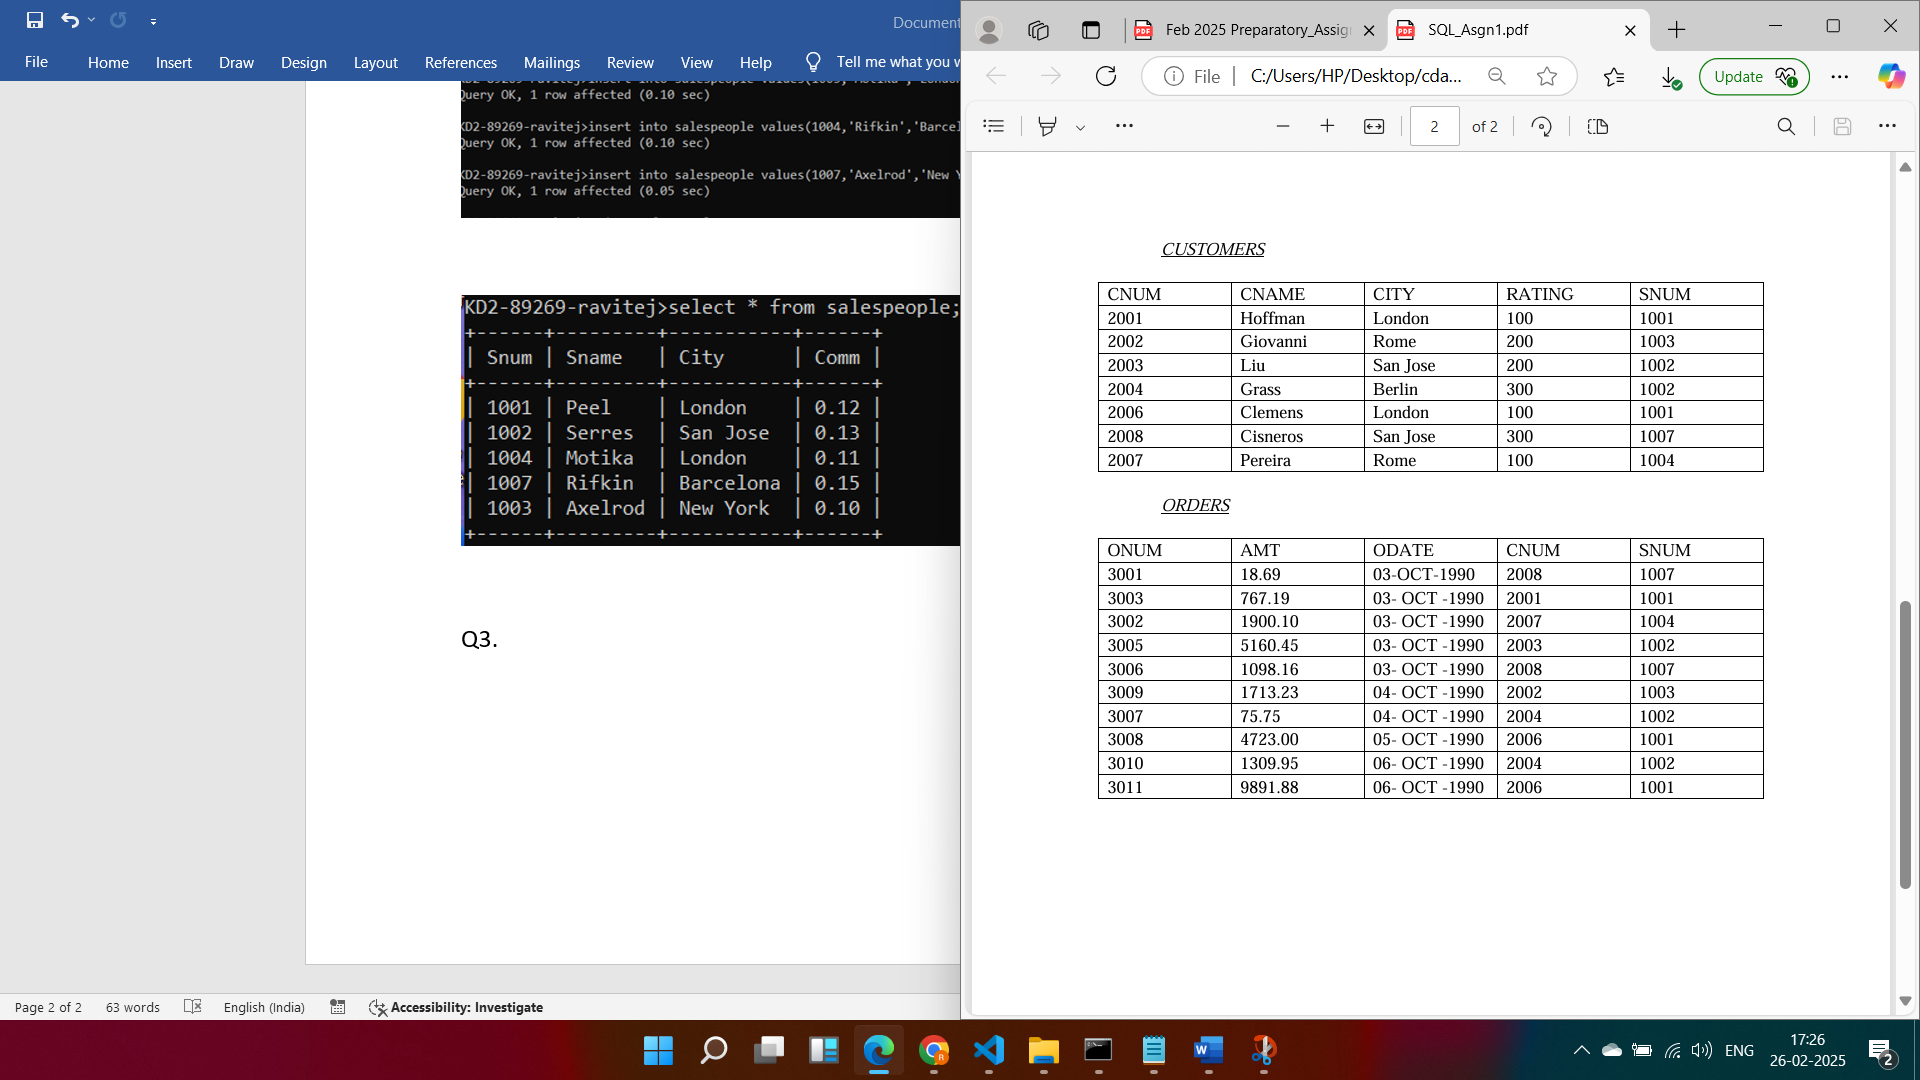 Document
File Home Insert Draw Design Layout References Mailings Review View Help Tell me what you w
Query OK, 1 row affected (0.10 sec)
KD2-89269-ravitej>insert into salespeople values(1004,'Rifkin','Barcel
Query OK, 1 row affected (0.10 sec)
KD2-89269-ravitej>insert into salespeople values(1007,'Axelrod','New Y
Query OK, 1 row affected (0.05 sec)
KD2-89269-ravitej>select * from salespeople;
| Snum | Sname | City | Comm |
| 1001 | Peel | London | 0.12 |
| 1002 | Serres | San Jose | 0.13 |
| 1004 | Motika | London | 0.11 |
| 1007 | Rifkin | Barcelona | 0.15 |
| 1003 | Axelrod | New York | 0.10 |
Q3.
Page 2 of 2 63 words English (India) Accessibility: Investigate
Feb 2025 Preparatory_Assig SQL_Asgn1.pdf
File C:/Users/HP/Desktop/cda... Update
2 of 2
CUSTOMERS
CNUM CNAME CITY RATING SNUM
2001 Hoffman London 100 1001
2002 Giovanni Rome 200 1003
2003 Liu San Jose 200 1002
2004 Grass Berlin 300 1002
2006 Clemens London 100 1001
2008 Cisneros San Jose 300 1007
2007 Pereira Rome 100 1004
ORDERS
ONUM AMT ODATE CNUM SNUM
3001 18.69 03-OCT-1990 2008 1007
3003 767.19 03- OCT -1990 2001 1001
3002 1900.10 03- OCT -1990 2007 1004
3005 5160.45 03- OCT -1990 2003 1002
3006 1098.16 03- OCT -1990 2008 1007
3009 1713.23 04- OCT -1990 2002 1003
3007 75.75 04- OCT -1990 2004 1002
3008 4723.00 05- OCT -1990 2006 1001
3010 1309.95 06- OCT -1990 2004 1002
3011 9891.88 06- OCT -1990 2006 1001
ENG
17:26
26-02-2025
2